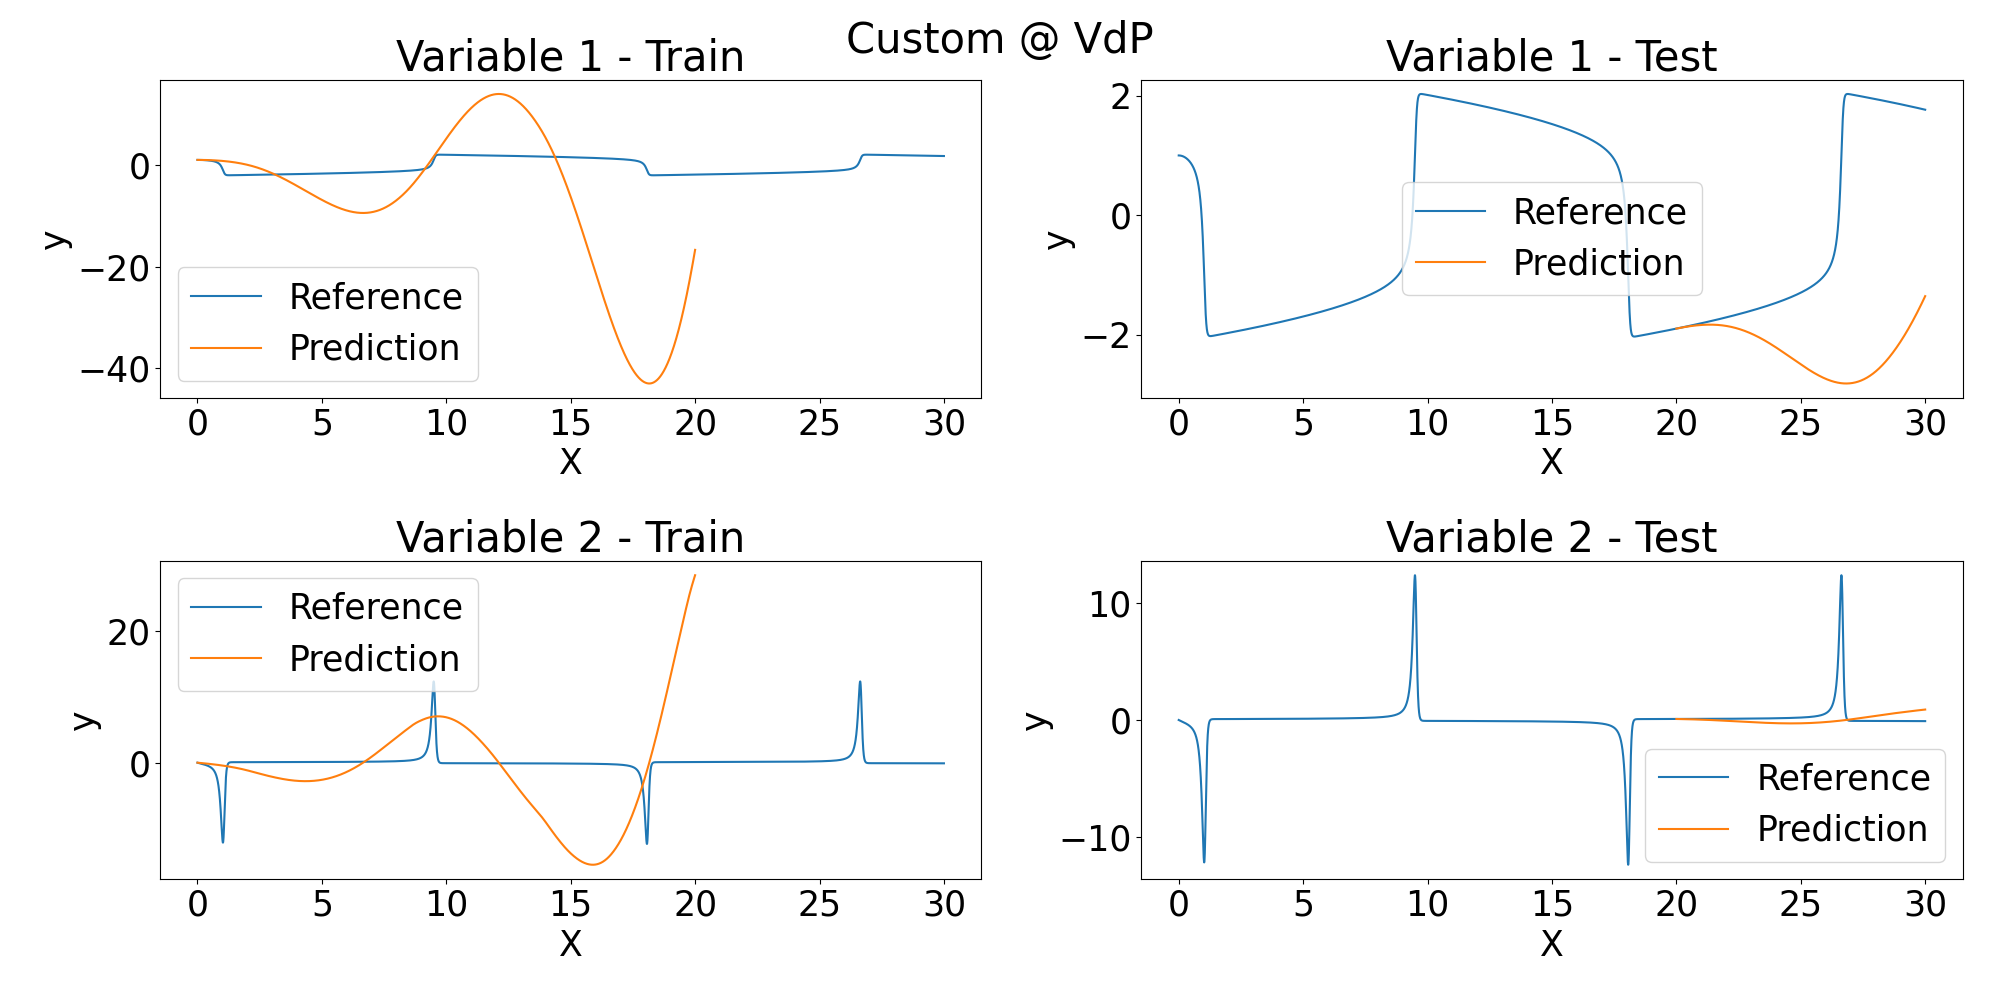 Custom @ VdP
Variable 1 - Train
0
−20
−40
y
Reference
Prediction
0 5 10 15 20 25 30
X
Variable 1 - Test
2
0
−2
y
Reference
Prediction
0 5 10 15 20 25 30
X
Variable 2 - Train
20
0
y
Reference
Prediction
0 5 10 15 20 25 30
X
Variable 2 - Test
10
0
−10
y
Reference
Prediction
0 5 10 15 20 25 30
X